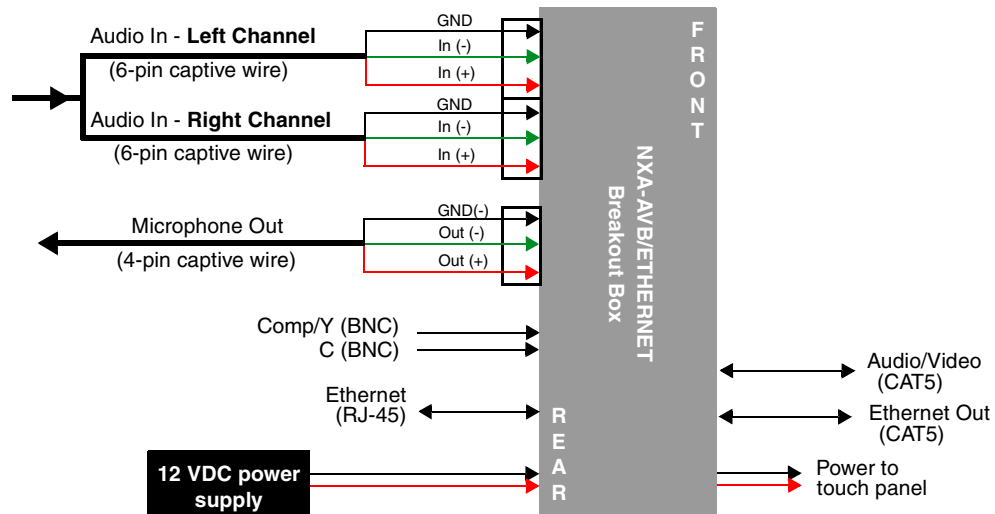 Audio In - Left Channel
(6-pin captive wire)
GND
In (-)
In (+)
Audio In - Right Channel
(6-pin captive wire)
GND
In (-)
In (+)
Microphone Out
(4-pin captive wire)
GND(-)
Out (-)
Out (+)
Comp/Y (BNC)
C (BNC)
Ethernet
(RJ-45)
12 VDC power
supply
REAR
NXA-AVB/ETHERNET
Breakout Box
FRONT
Audio/Video
(CAT5)
Ethernet Out
(CAT5)
Power to
touch panel